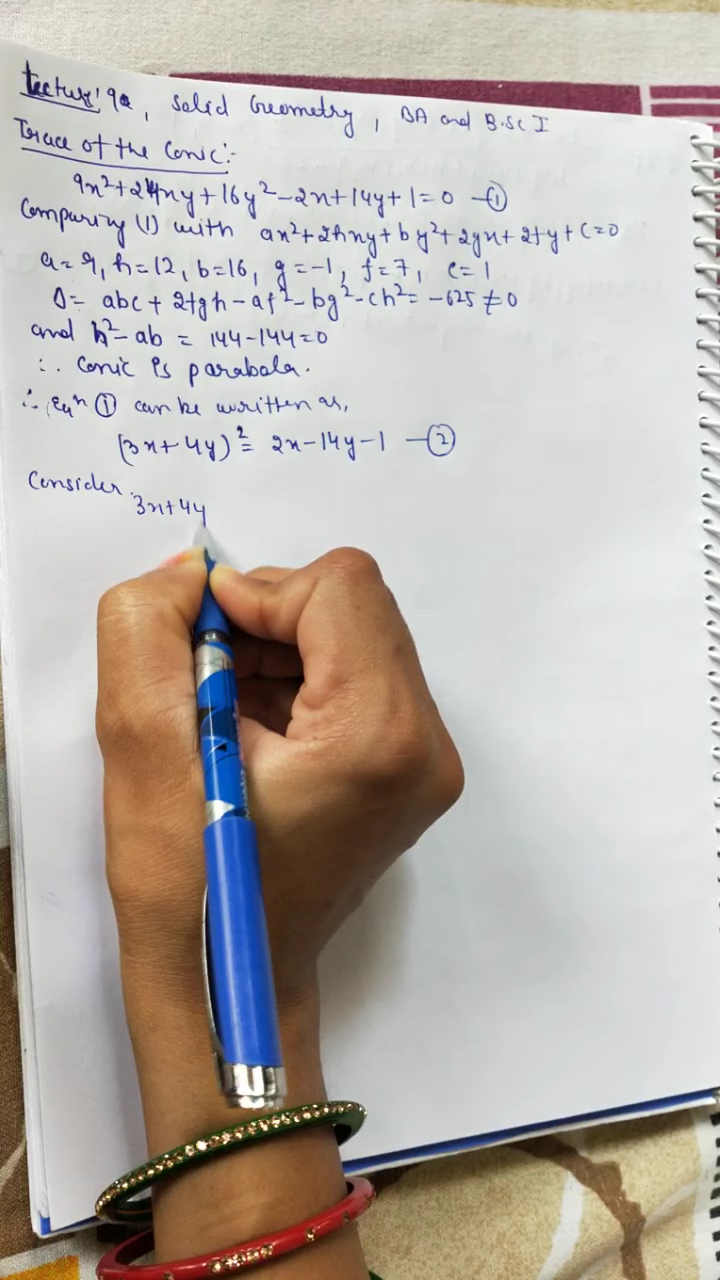 Lecture: 9a, Solid Geometry, BA and B.Sc I
Trace of the Conic:-
9x²+24xy+16y²-2x+14y+1=0 -①
Comparing (1) with ax²+2hxy+by²+2gx+2fy+c=0
a=9, h=12, b=16, g=-1, f=7, c=1
Δ= abc+2fgh-af²-bg²-ch²= -625≠0
and h²-ab = 144-144=0
∴ Conic is parabola.
∴ Eqⁿ ① can be written as,
(3x+4y)²= 2x-14y-1 -②
Consider.
3x+4y